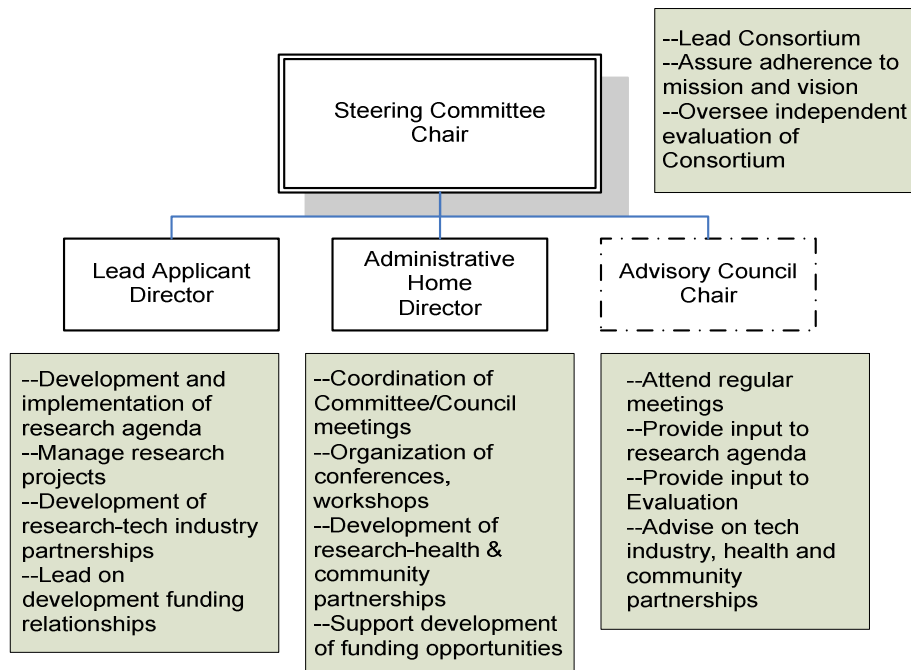 --Lead Consortium
--Assure adherence to
mission and vision
--Oversee independent
evaluation of
Consortium
Steering Committee
Chair
Lead Applicant
Director
Administrative
Home
Director
Advisory Council
Chair
--Development and
implementation of
research agenda
--Manage research
projects
--Development of
research-tech industry
partnerships
--Lead on
development funding
relationships
--Coordination of
Committee/Council
meetings
--Organization of
conferences,
workshops
--Development of
research-health &
community
partnerships
--Support development
of funding opportunities
--Attend regular
meetings
--Provide input to
research agenda
--Provide input to
Evaluation
--Advise on tech
industry, health and
community
partnerships